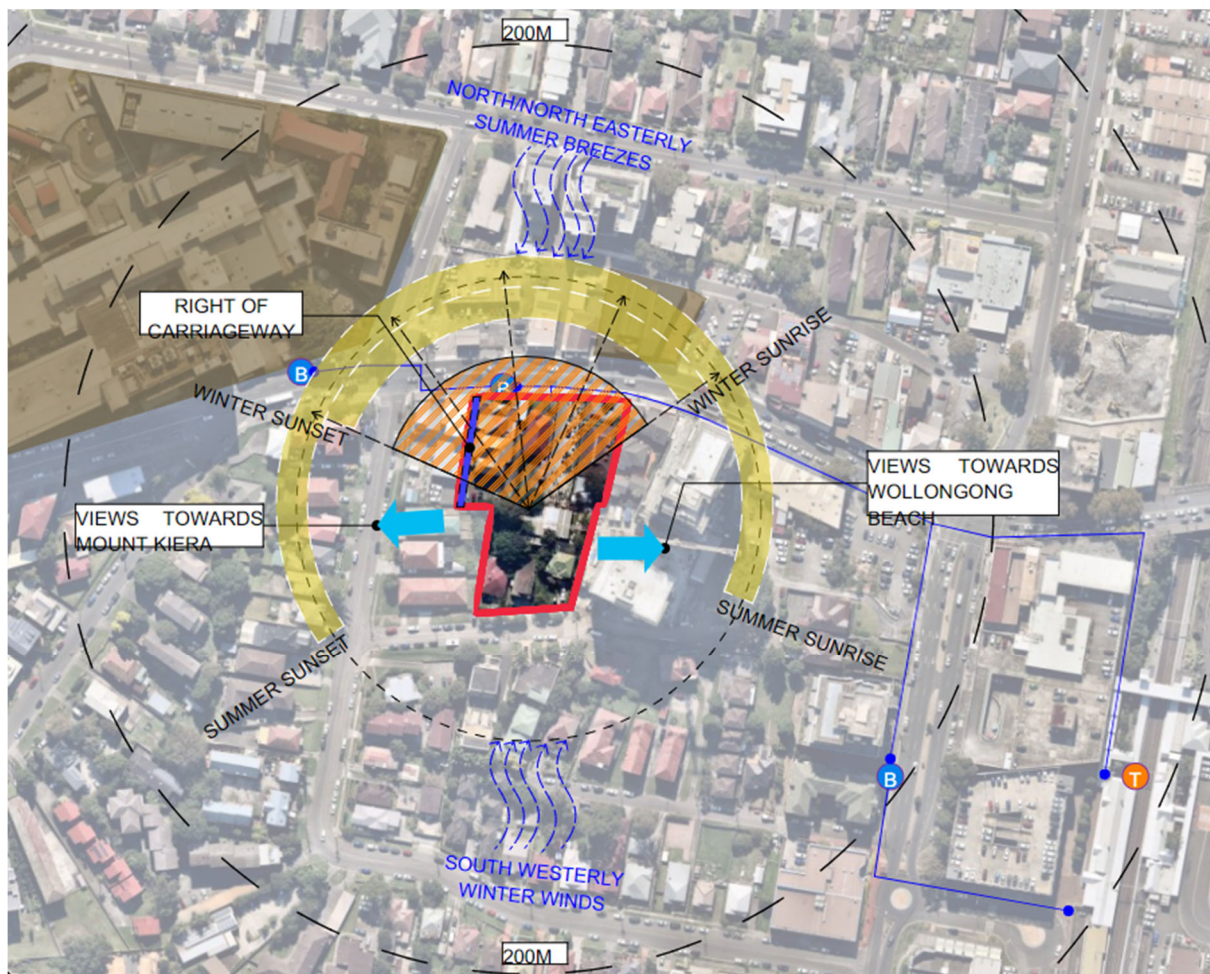 200M
NORTH/NORTH EASTERLY
SUMMER BREEZES
RIGHT OF
CARRIAGEWAY
WINTER SUNRISE
B
B
WINTER SUNSET
VIEWS TOWARDS
WOLLONGONG
BEACH
VIEWS TOWARDS
MOUNT KIERA
SUMMER SUNRISE
SUMMER SUNSET
B
T
SOUTH WESTERLY
WINTER WINDS
200M